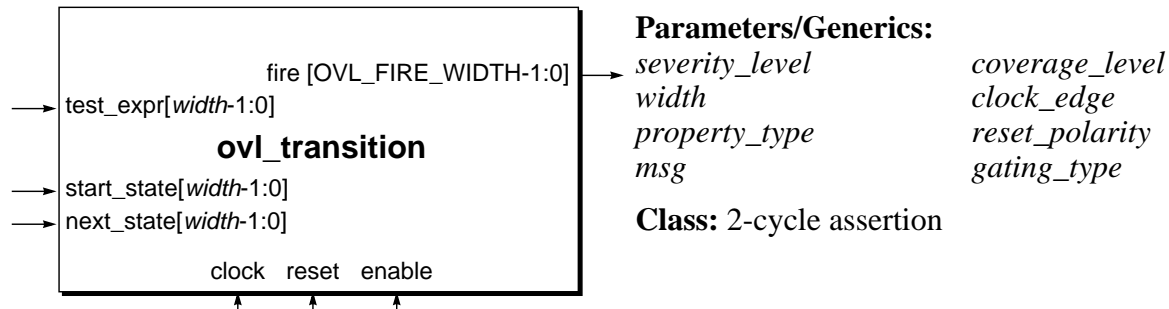 fire [OVL_FIRE_WIDTH-1:0]
test_expr[width-1:0]
ovl_transition
start_state[width-1:0]
next_state[width-1:0]
clock reset enable
Parameters/Generics:
severity_level coverage_level
width clock_edge
property_type reset_polarity
msg gating_type
Class: 2-cycle assertion